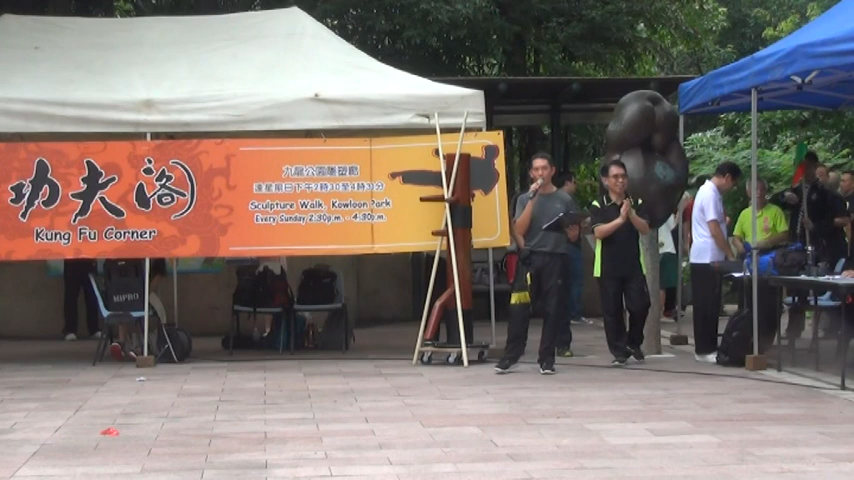 功夫閣
Kung Fu Corner
九龍公園雕塑廊
逢星期日下午2時30至4時30分
Sculpture Walk, Kowloon Park
Every Sunday 2:30p.m. - 4:30p.m.
MIPRO